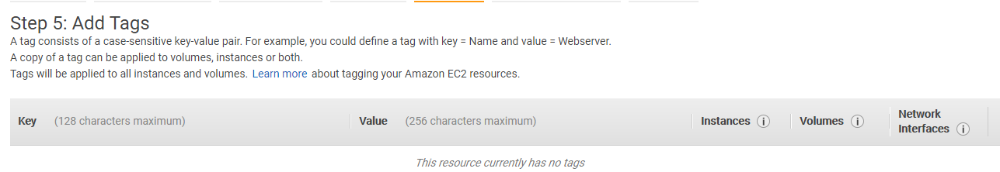 Step 5: Add Tags
A tag consists of a case-sensitive key-value pair. For example, you could define a tag with key = Name and value = Webserver.
A copy of a tag can be applied to volumes, instances or both.
Tags will be applied to all instances and volumes. Learn more about tagging your Amazon EC2 resources.
Key (128 characters maximum) Value (256 characters maximum) Instances i Volumes i Network
Interfaces i
This resource currently has no tags